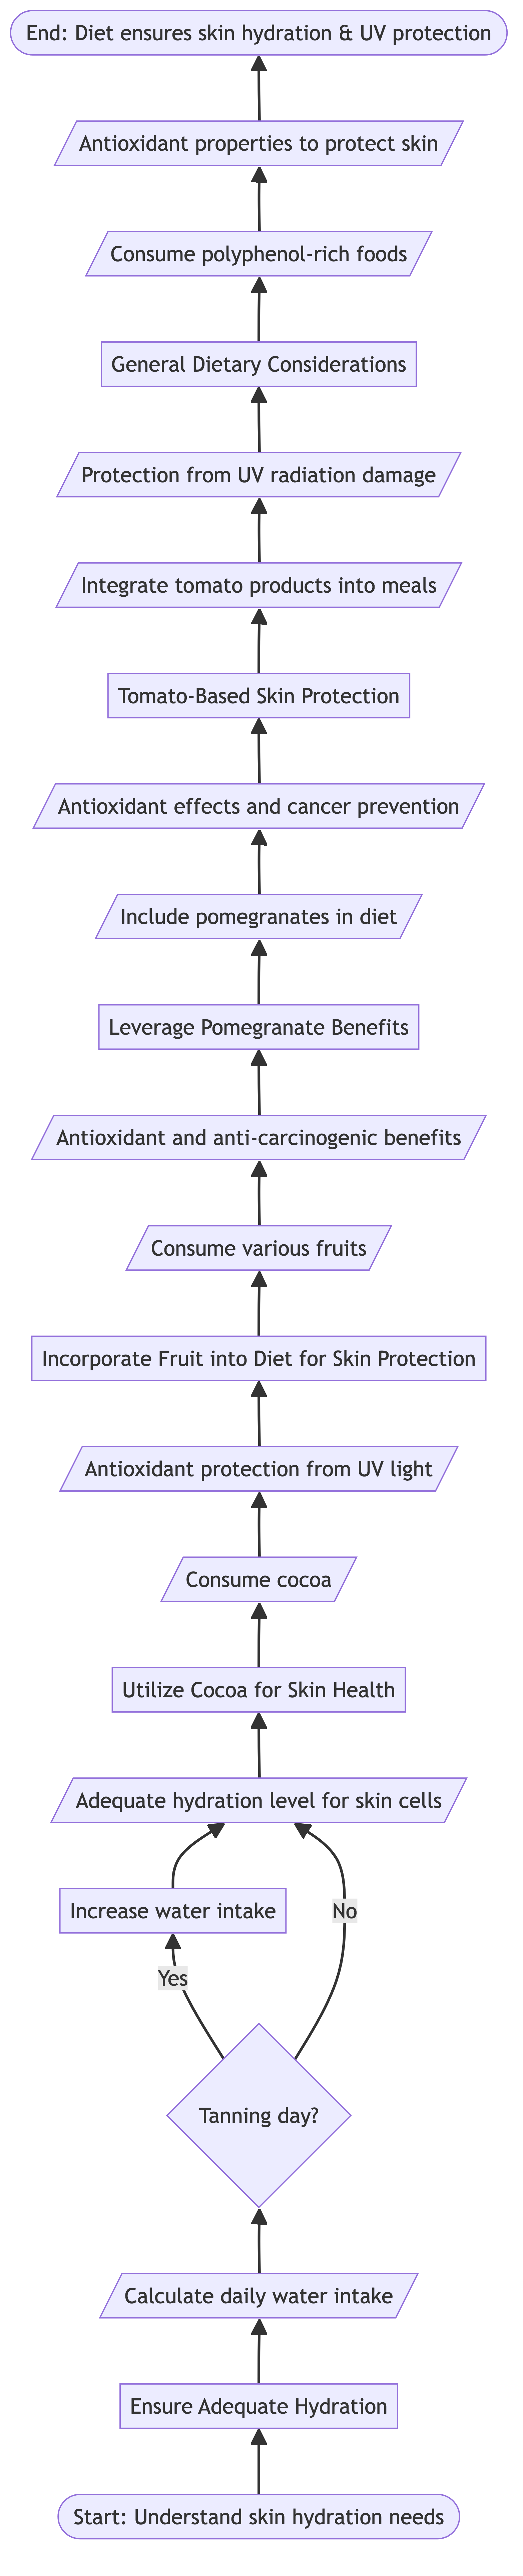 End: Diet ensures skin hydration & UV protection
Antioxidant properties to protect skin
Consume polyphenol-rich foods
General Dietary Considerations
Protection from UV radiation damage
Integrate tomato products into meals
Tomato-Based Skin Protection
Antioxidant effects and cancer prevention
Include pomegranates in diet
Leverage Pomegranate Benefits
Antioxidant and anti-carcinogenic benefits
Consume various fruits
Incorporate Fruit into Diet for Skin Protection
Antioxidant protection from UV light
Consume cocoa
Utilize Cocoa for Skin Health
Adequate hydration level for skin cells
Increase water intake
No
Yes
Tanning day?
Calculate daily water intake
Ensure Adequate Hydration
Start: Understand skin hydration needs